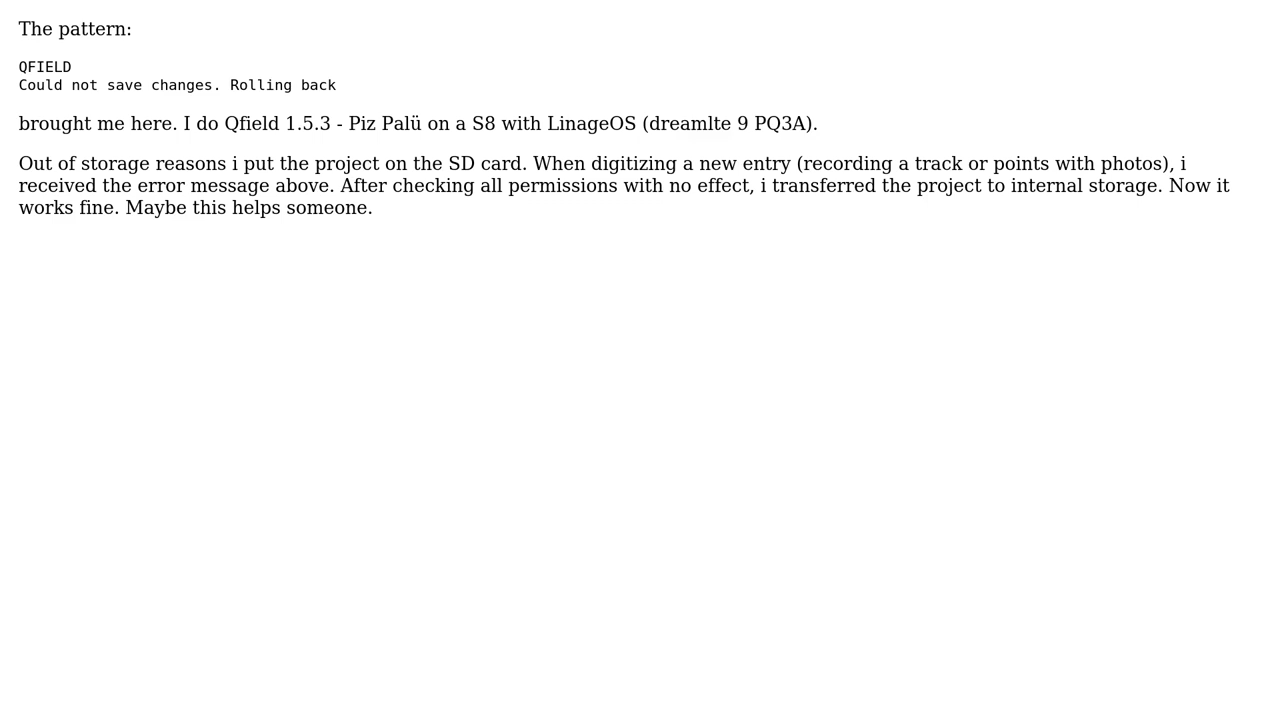 The pattern:
QFIELD
Could not save changes. Rolling back
brought me here. I do Qfield 1.5.3 - Piz Palü on a S8 with LinageOS (dreamlte 9 PQ3A).
Out of storage reasons i put the project on the SD card. When digitizing a new entry (recording a track or points with photos), i
received the error message above. After checking all permissions with no effect, i transferred the project to internal storage. Now it
works fine. Maybe this helps someone.